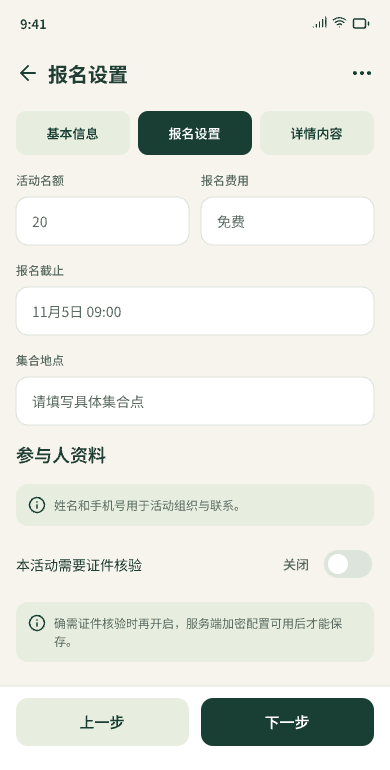 9:41
报名设置
基本信息
报名设置
详情内容
活动名额
报名费用
20
免费
报名截止
11月5日 09:00
集合地点
请填写具体集合点
参与人资料
姓名和手机号用于活动组织与联系。
本活动需要证件核验
关闭
确需证件核验时再开启，服务端加密配置可用后才能保
存。
上一步
下一步